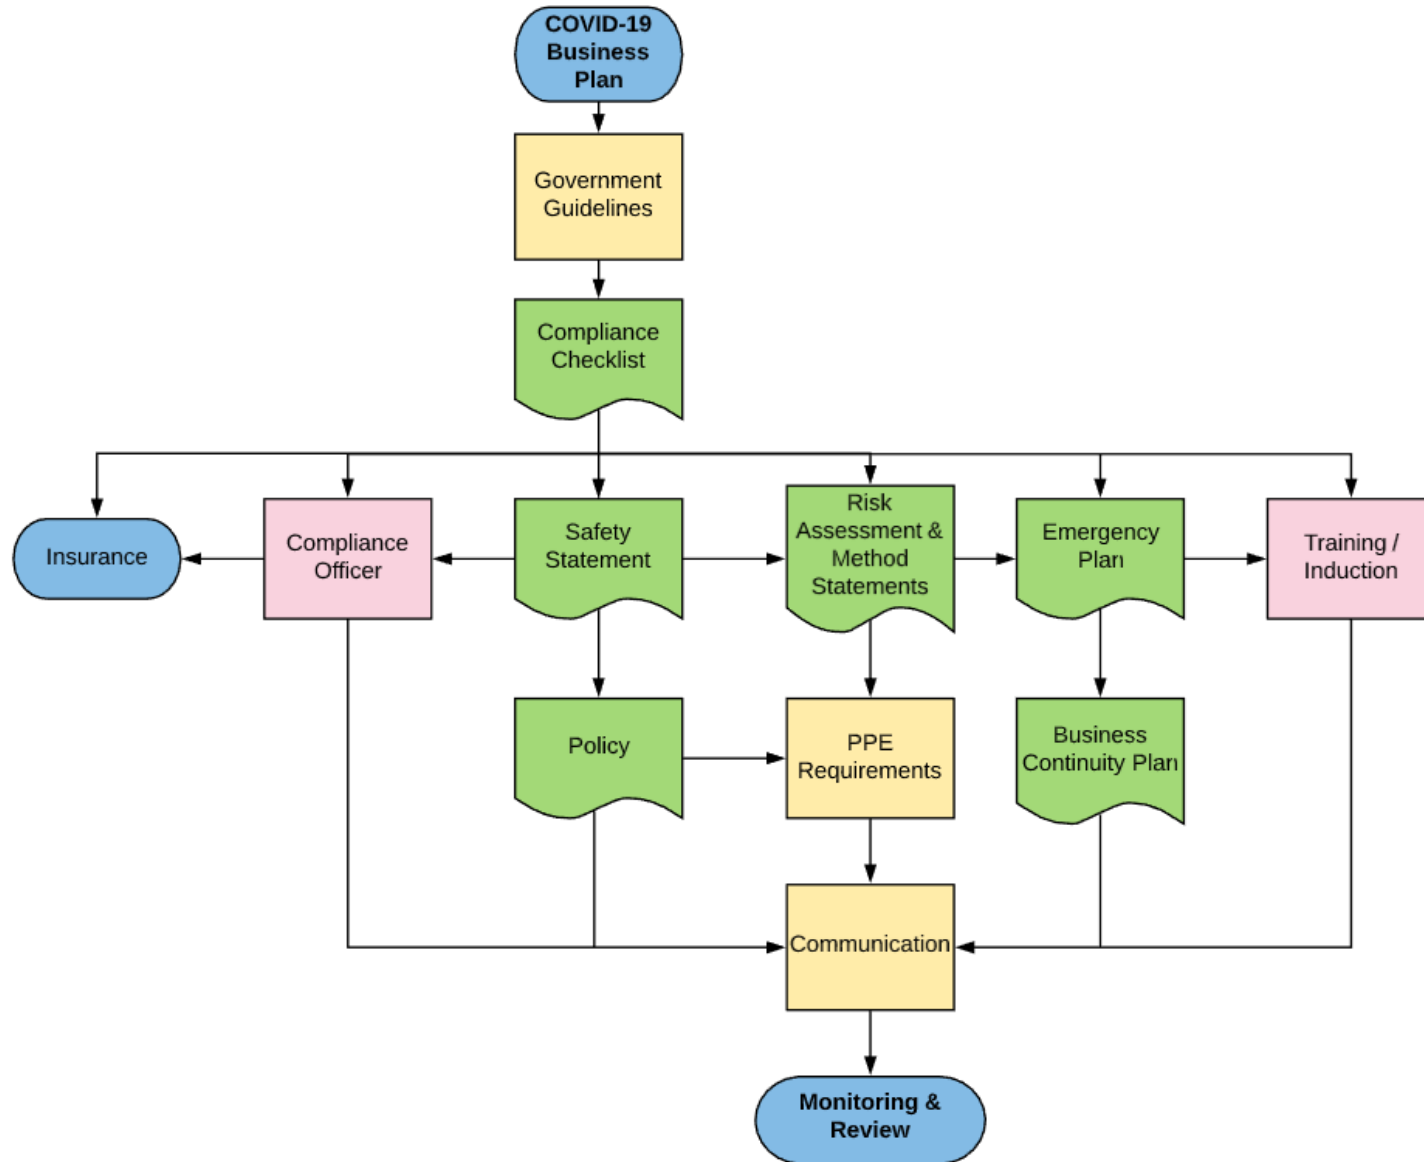 COVID-19
Business
Plan
Government
Guidelines
Compliance
Checklist
Insurance
Compliance
Officer
Safety
Statement
Risk
Assessment &
Method
Statements
Emergency
Plan
Training /
Induction
Policy
PPE
Requirements
Business
Continuity Plan
Communication
Monitoring &
Review